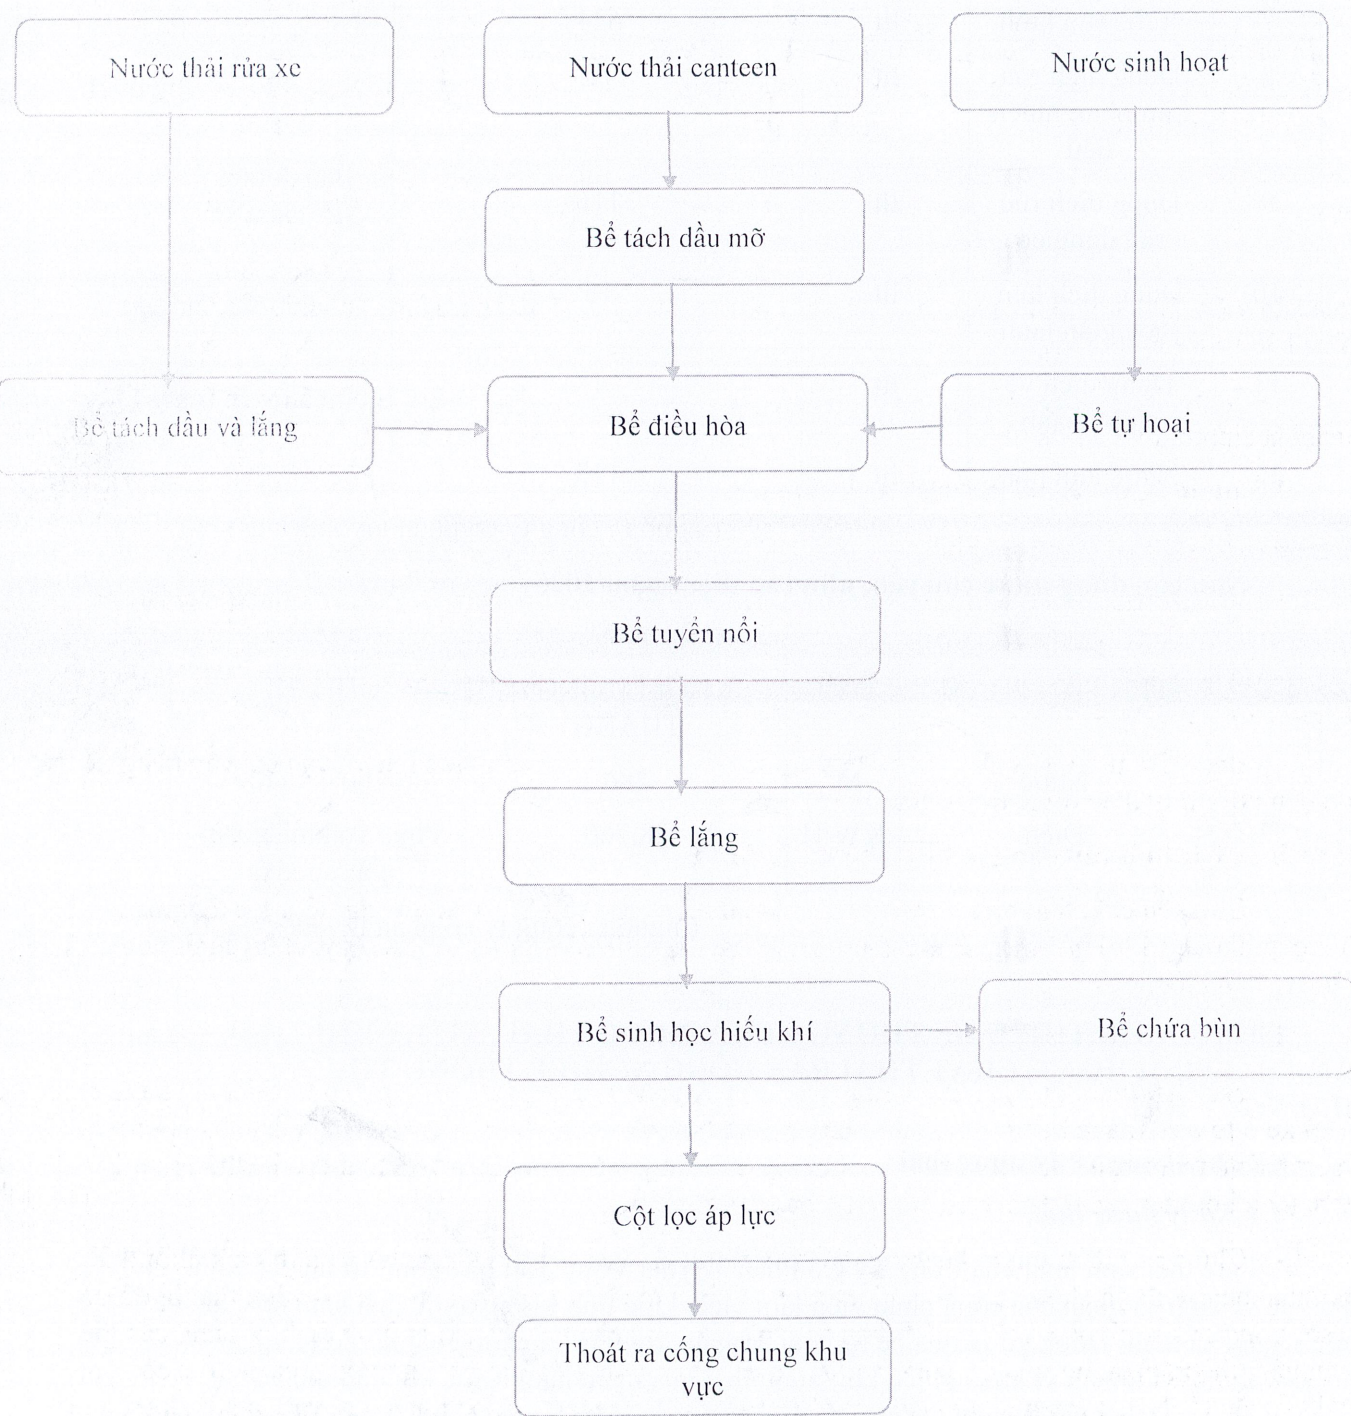 Nước thải rửa xe
Nước thải canteen
Nước sinh hoạt
Bể tách dầu mỡ
Bể tách dầu và lắng
Bể điều hòa
Bể tự hoại
Bể tuyển nổi
Bể lắng
Bể sinh học hiếu khí
Bể chứa bùn
Cột lọc áp lực
Thoát ra cống chung khu
vực